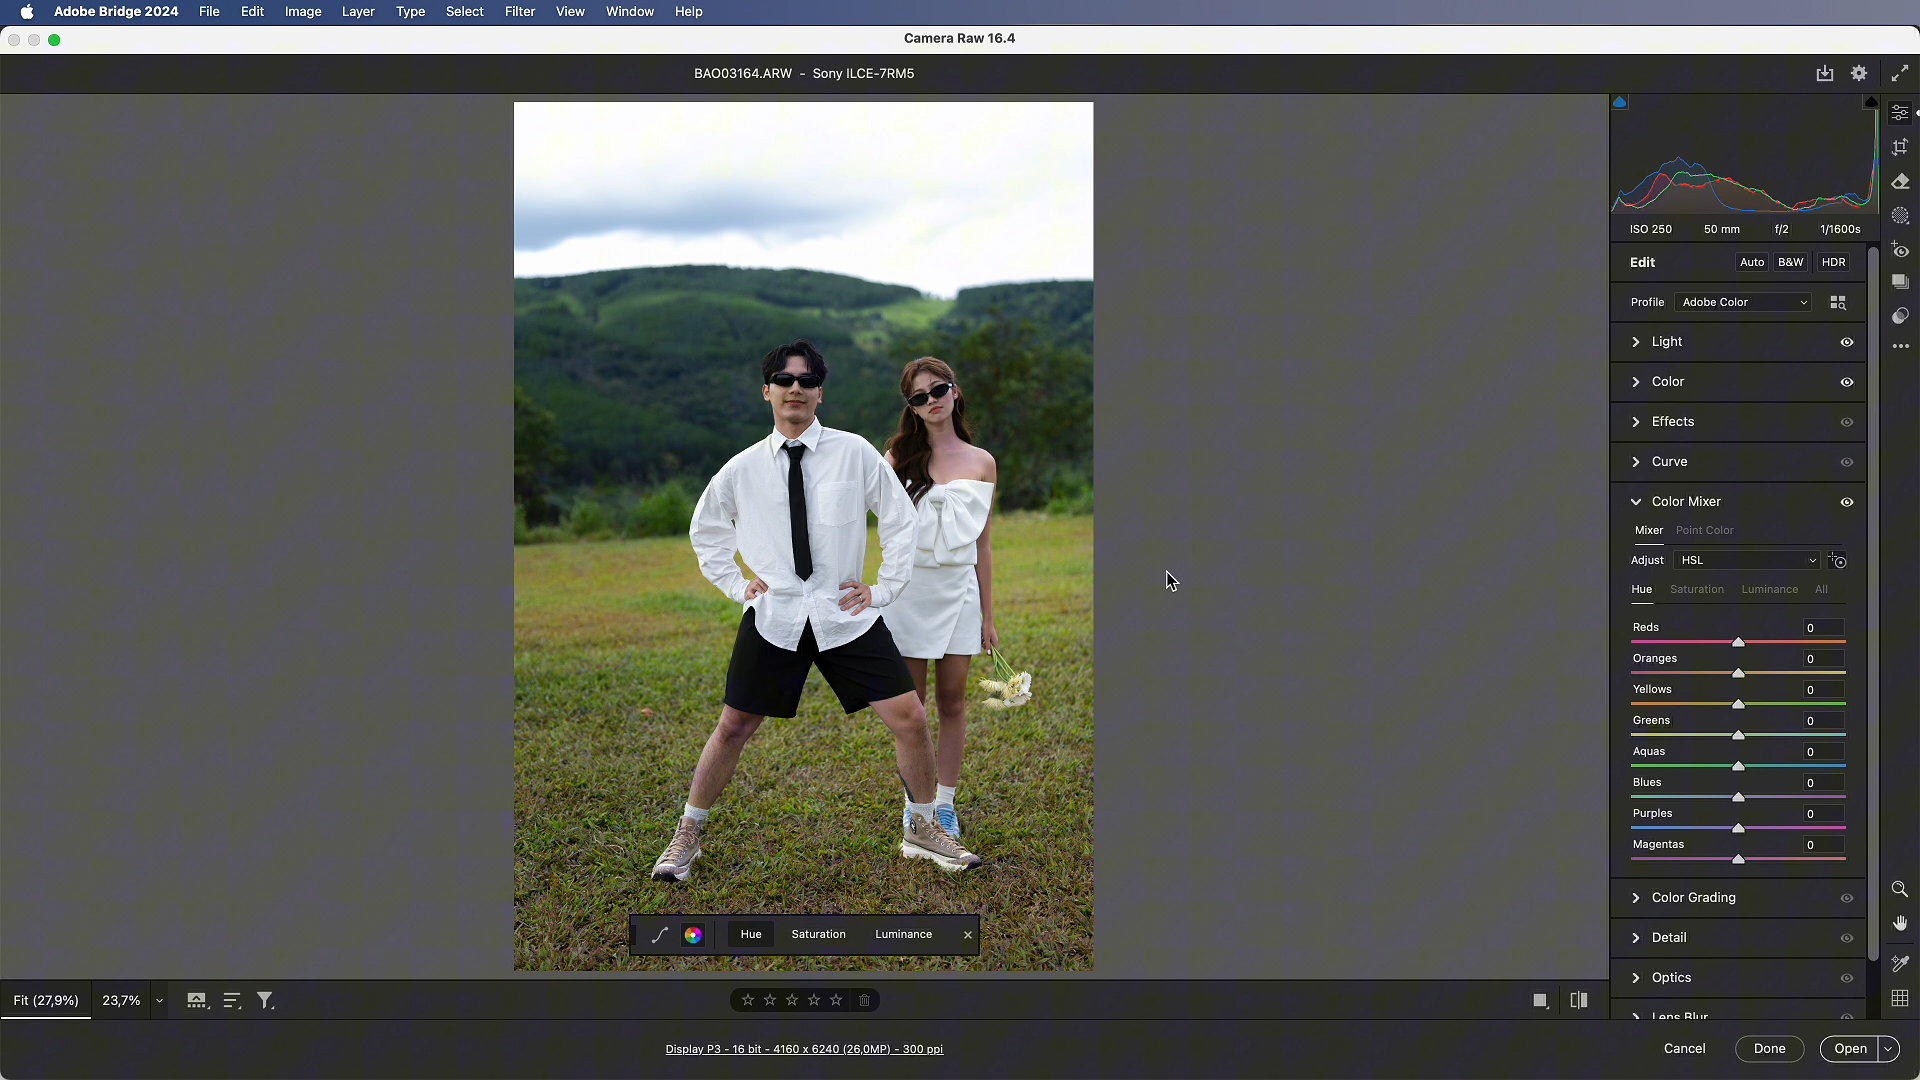 Adobe Bridge 2024 File Edit Image Layer Type Select Filter View Window Help
Camera Raw 16.4
BAO03164.ARW - Sony ILCE-7RM5
ISO 250 50 mm f/2 1/1600s
Edit Auto B&W HDR
Profile Adobe Color
Light
Color
Effects
Curve
Color Mixer
Mixer Point Color
Adjust HSL
Hue Saturation Luminance All
Reds 0
Oranges 0
Yellows 0
Greens 0
Aquas 0
Blues 0
Purples 0
Magentas 0
Color Grading
Detail
Optics
Lens Blur
Hue Saturation Luminance
Fit (27,9%) 23,7%
Display P3 - 16 bit - 4160 x 6240 (26,0MP) - 300 ppi
Cancel Done Open